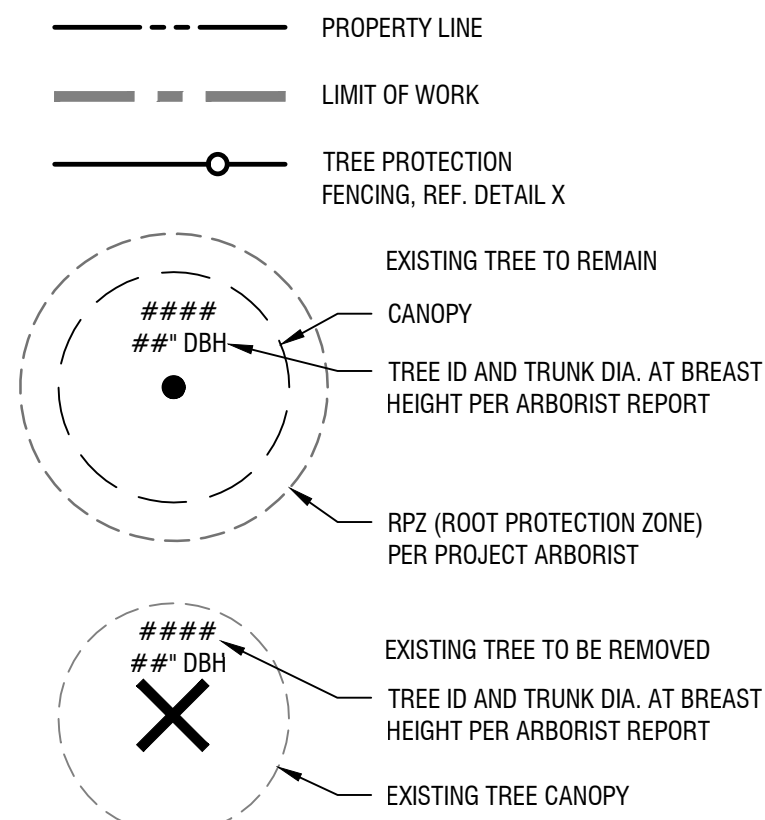 PROPERTY LINE
LIMIT OF WORK
TREE PROTECTION
FENCING, REF. DETAIL X
EXISTING TREE TO REMAIN
####
##" DBH
CANOPY
TREE ID AND TRUNK DIA. AT BREAST
HEIGHT PER ARBORIST REPORT
RPZ (ROOT PROTECTION ZONE)
PER PROJECT ARBORIST
####
##" DBH
EXISTING TREE TO BE REMOVED
TREE ID AND TRUNK DIA. AT BREAST
HEIGHT PER ARBORIST REPORT
EXISTING TREE CANOPY